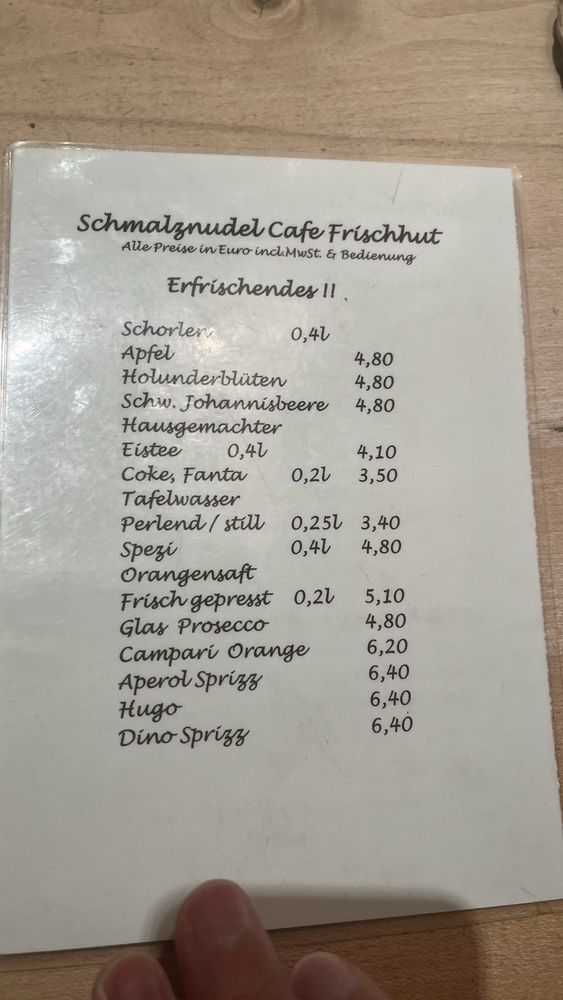 Schmalznudel Cafe Frischhut
Alle Preise in Euro incl.MwSt. & Bedienung
Erfrischendes !!
Schorlen 0,4l
Apfel 4,80
Holunderblüten 4,80
Schw. Johannisbeere 4,80
Hausgemachter
Eistee 0,4l 4,10
Coke, Fanta 0,2l 3,50
Tafelwasser
Perlend / still 0,25l 3,40
Spezi 0,4l 4,80
Orangensaft
Frisch gepresst 0,2l 5,10
Glas Prosecco 4,80
Campari Orange 6,20
Aperol Sprizz 6,40
Hugo 6,40
Dino Sprizz 6,40